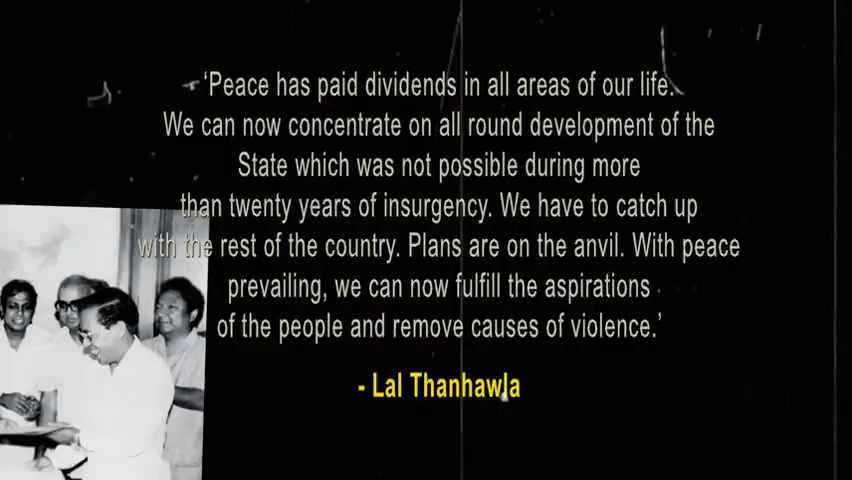 ‘Peace has paid dividends in all areas of our life.
We can now concentrate on all round development of the
State which was not possible during more
than twenty years of insurgency. We have to catch up
with the rest of the country. Plans are on the anvil. With peace
prevailing, we can now fulfill the aspirations
of the people and remove causes of violence.’
- Lal Thanhawla